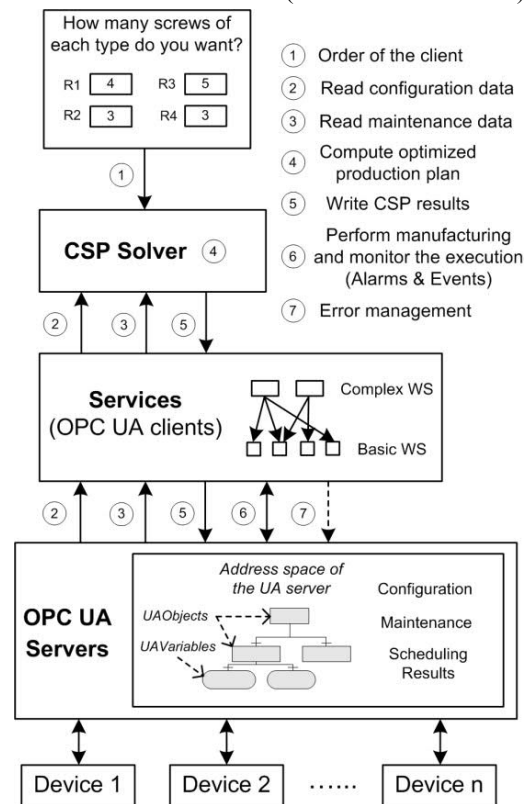 How many screws of
each type do you want?
R1 4 R3 5
R2 3 R4 3
1 Order of the client
2 Read configuration data
3 Read maintenance data
4 Compute optimized
production plan
5 Write CSP results
6 Perform manufacturing
and monitor the execution
(Alarms & Events)
7 Error management
1
CSP Solver 4
2 3 5
Services
(OPC UA clients)
Complex WS
Basic WS
2 3 5 6 7
OPC UA
Servers
Address space of
the UA server
UAObjects
UAVariables
Configuration
Maintenance
Scheduling
Results
Device 1 Device 2 ...... Device n